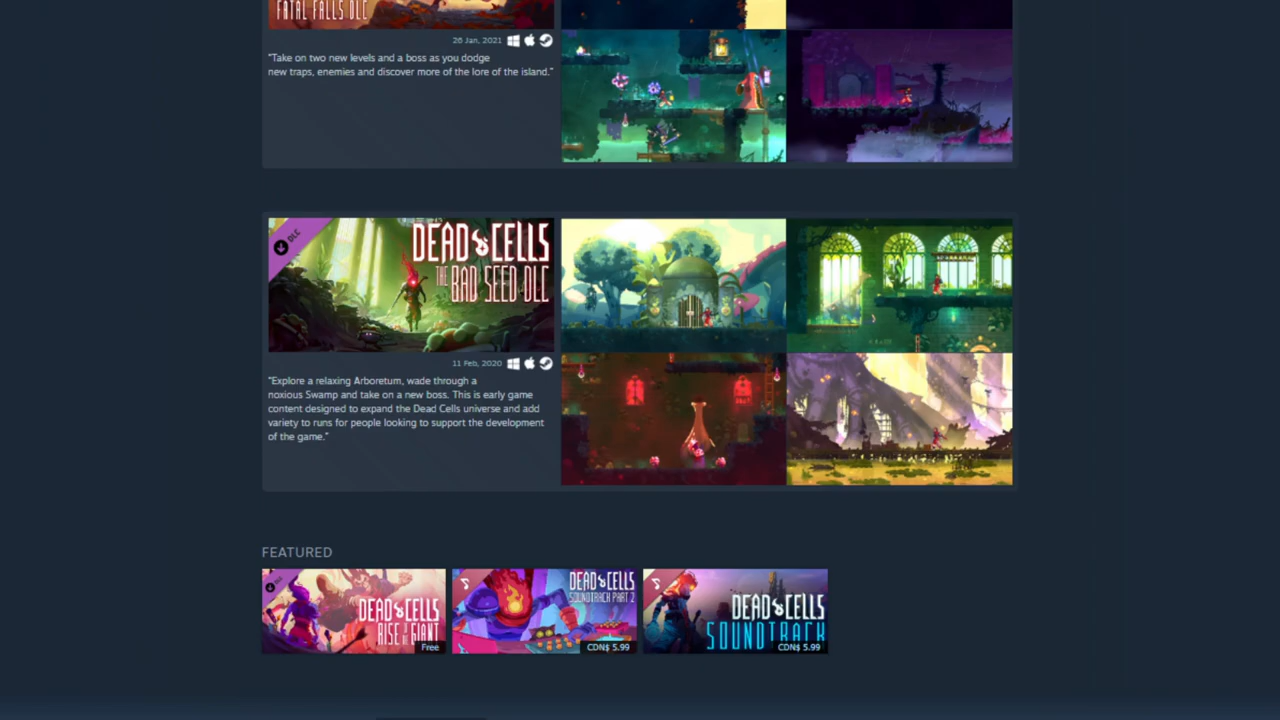 FATAL FALLS DLC
26 Jan, 2021
"Take on two new levels and a boss as you dodge
new traps, enemies and discover more of the lore of the island."
DLC
DEAD CELLS
THE BAD SEED DLC
11 Feb, 2020
"Explore a relaxing Arboretum, wade through a
noxious Swamp and take on a new boss. This is early game
content designed to expand the Dead Cells universe and add
variety to runs for people looking to support the development
of the game."
FEATURED
DLC
DEAD CELLS
RISE OF THE GIANT
Free
DEAD CELLS
SOUNDTRACK PART 2
CDN$ 5.99
DEAD CELLS
SOUNDTRACK
CDN$ 5.99